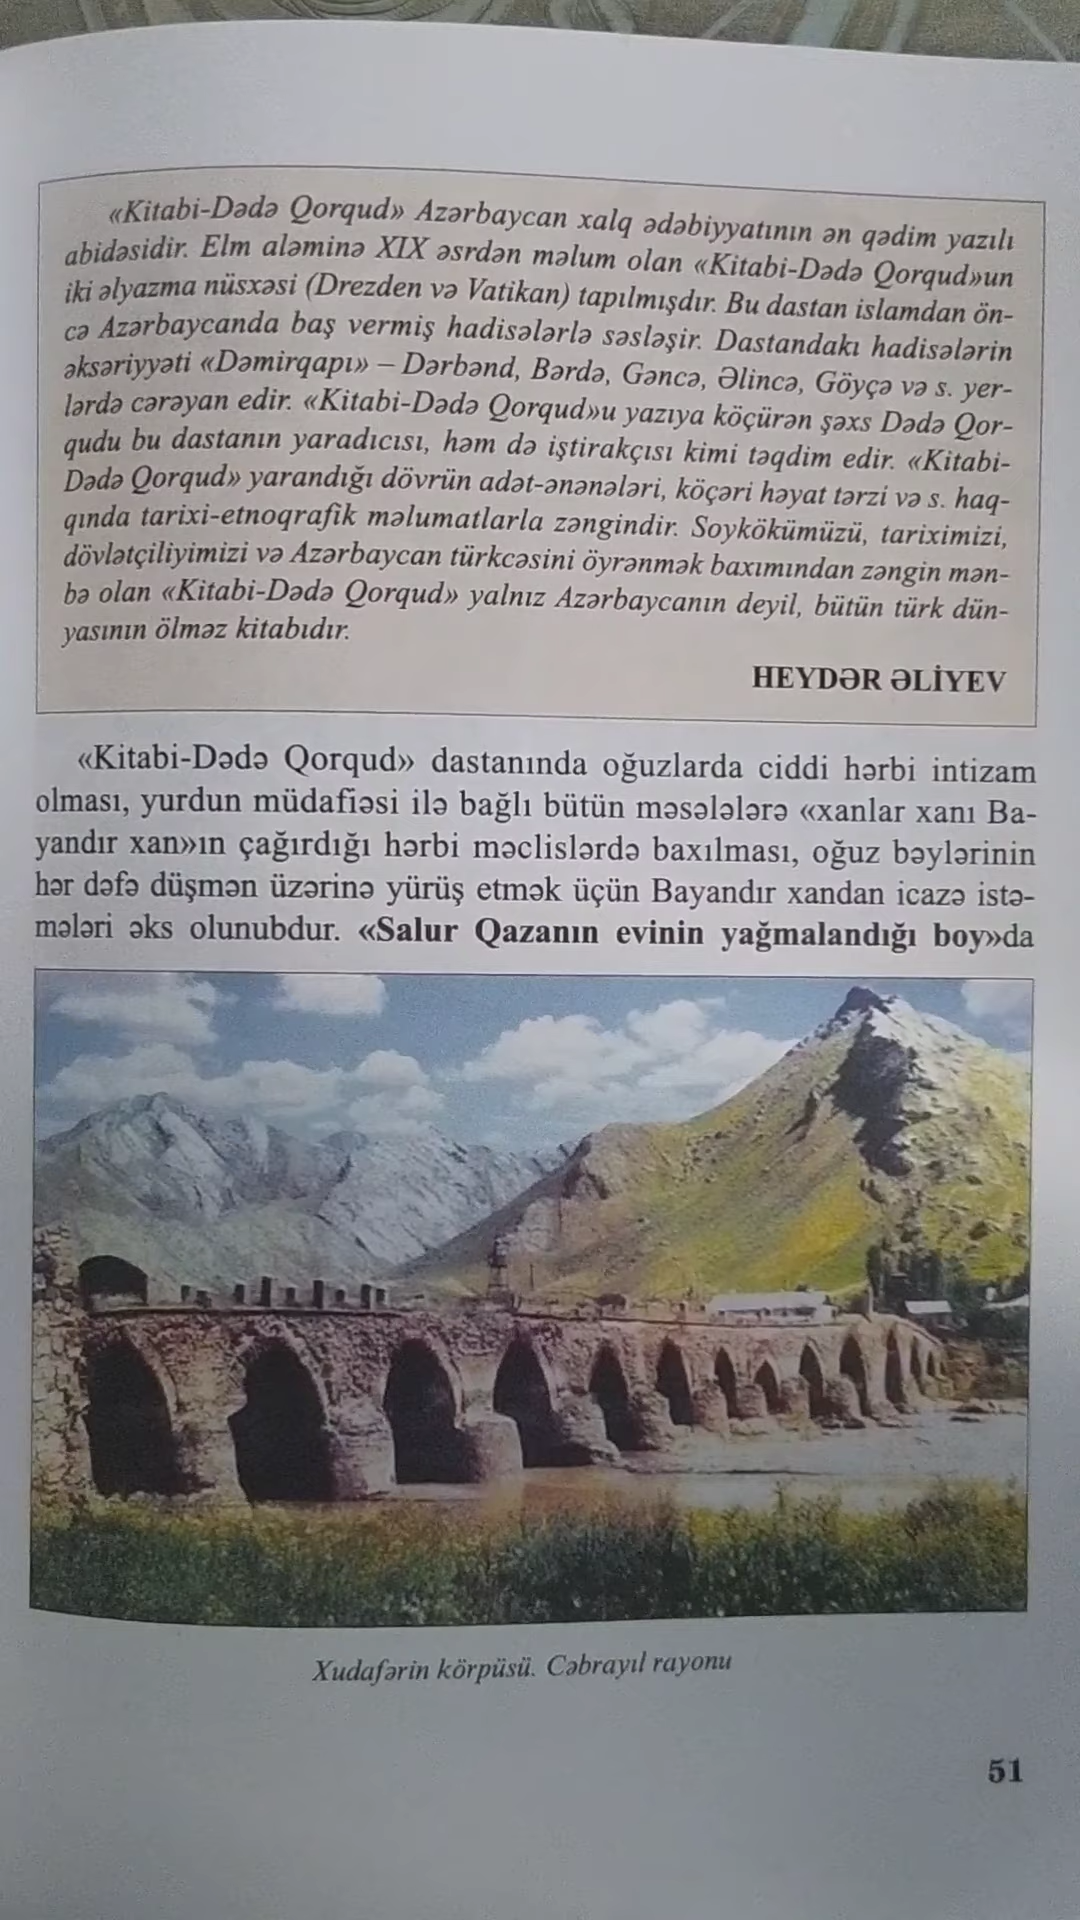 «Kitabi-Dədə Qorqud» Azərbaycan xalq ədəbiyyatının ən qədim yazılı
abidəsidir. Elm aləminə XIX əsrdən məlum olan «Kitabi-Dədə Qorqud»un
iki əlyazma nüsxəsi (Drezden və Vatikan) tapılmışdır. Bu dastan islamdan ön-
cə Azərbaycanda baş vermiş hadisələrlə səsləşir. Dastandakı hadisələrin
əksəriyyəti «Dəmirqapı» – Dərbənd, Bərdə, Gəncə, Əlincə, Göyçə və s. yer-
lərdə cərəyan edir. «Kitabi-Dədə Qorqud»u yazıya köçürən şəxs Dədə Qor-
qudu bu dastanın yaradıcısı, həm də iştirakçısı kimi təqdim edir. «Kitabi-
Dədə Qorqud» yarandığı dövrün adət-ənənələri, köçəri həyat tərzi və s. haq-
qında tarixi-etnoqrafik məlumatlarla zəngindir. Soykökümüzü, tariximizi,
dövlətçiliyimizi və Azərbaycan türkcəsini öyrənmək baxımından zəngin mən-
bə olan «Kitabi-Dədə Qorqud» yalnız Azərbaycanın deyil, bütün türk dün-
yasının ölməz kitabıdır.
HEYDƏR ƏLİYEV
«Kitabi-Dədə Qorqud» dastanında oğuzlarda ciddi hərbi intizam
olması, yurdun müdafiəsi ilə bağlı bütün məsələlərə «xanlar xanı Ba-
yandır xan»ın çağırdığı hərbi məclislərdə baxılması, oğuz bəylərinin
hər dəfə düşmən üzərinə yürüş etmək üçün Bayandır xandan icazə istə-
mələri əks olunubdur. «Salur Qazanın evinin yağmalandığı boy»da
Xudafərin körpüsü. Cəbrayıl rayonu
51